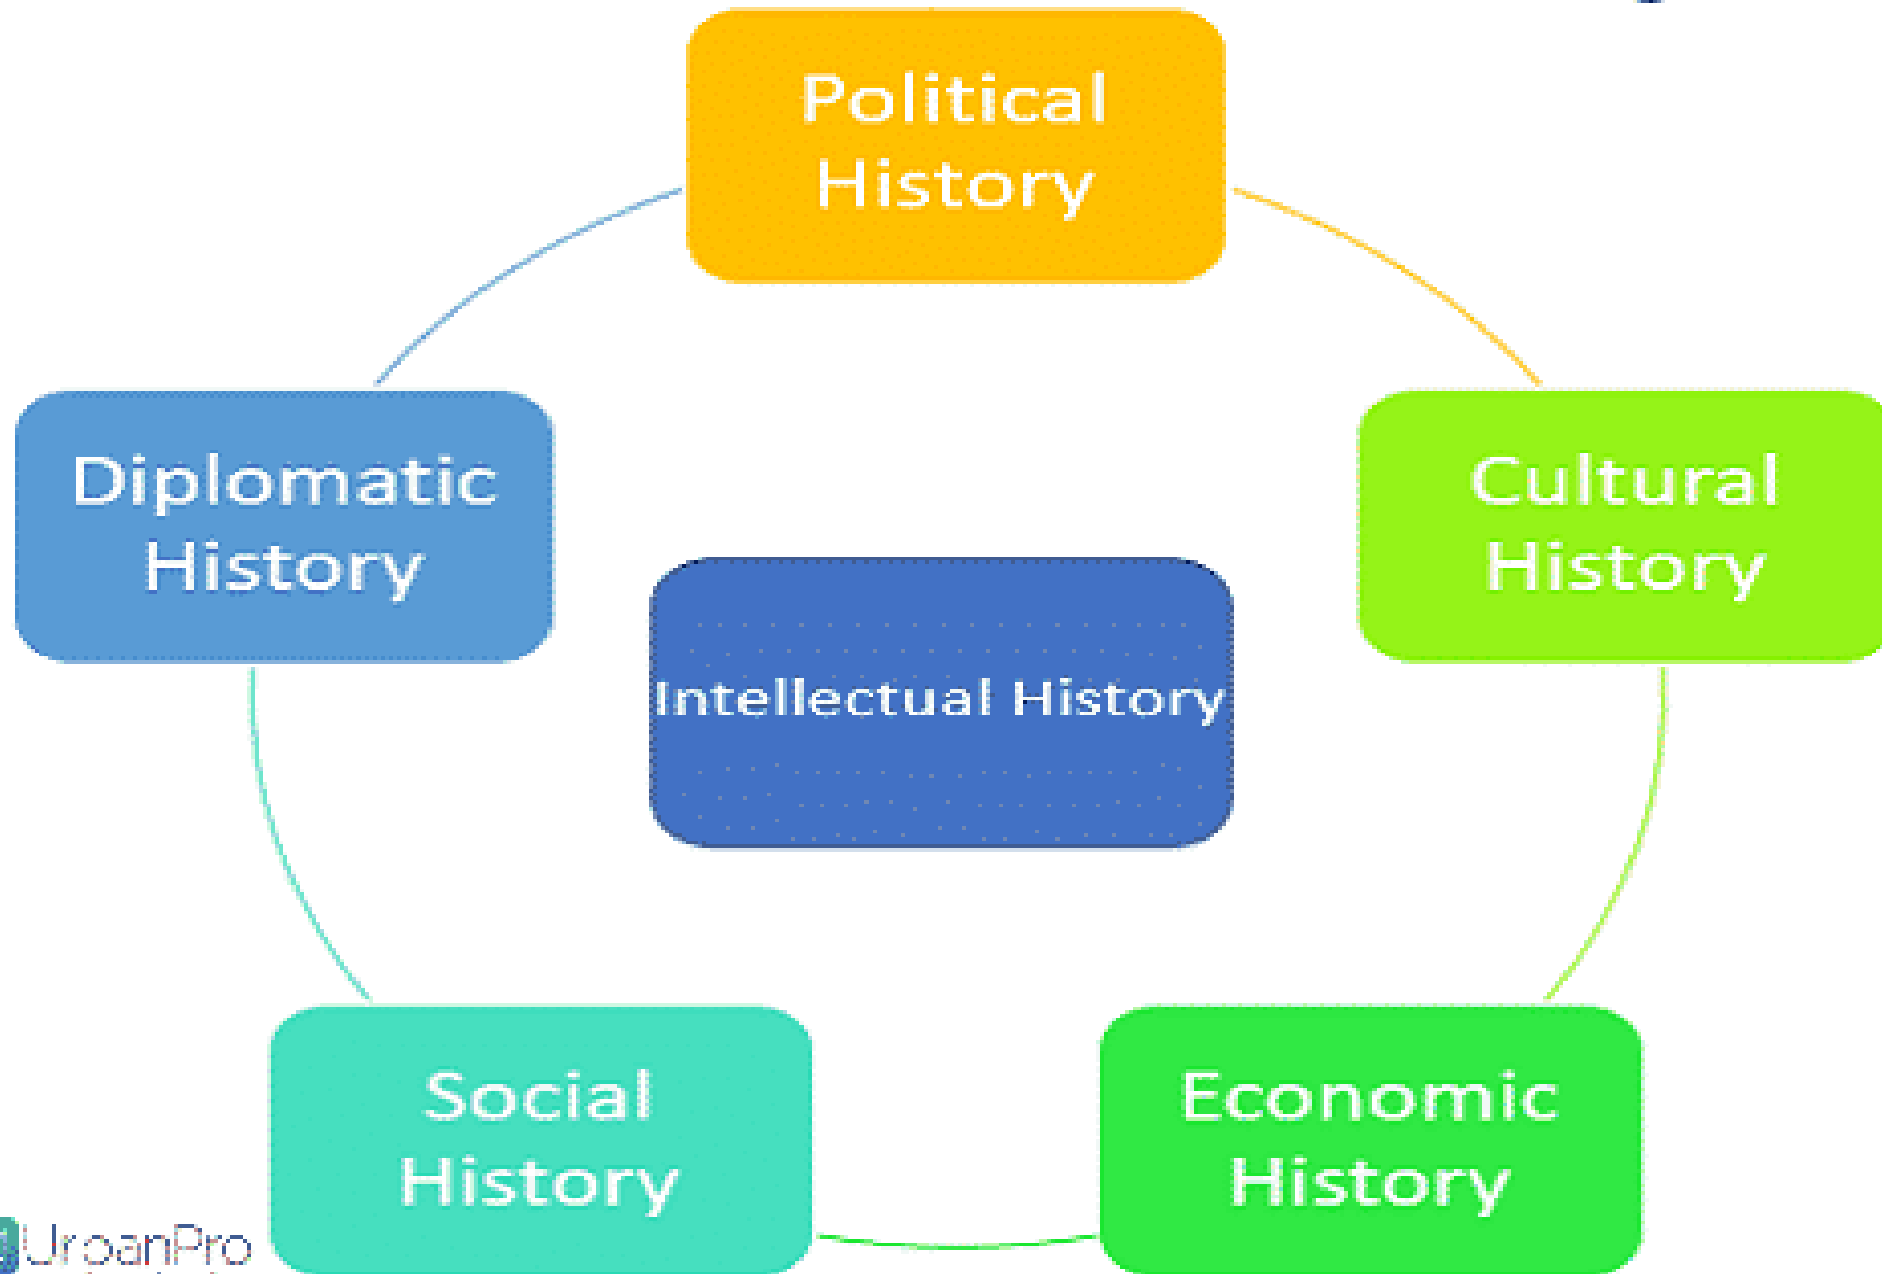 Political
History
Diplomatic
History
Cultural
History
Intellectual History
Social
History
Economic
History
UrbanPro